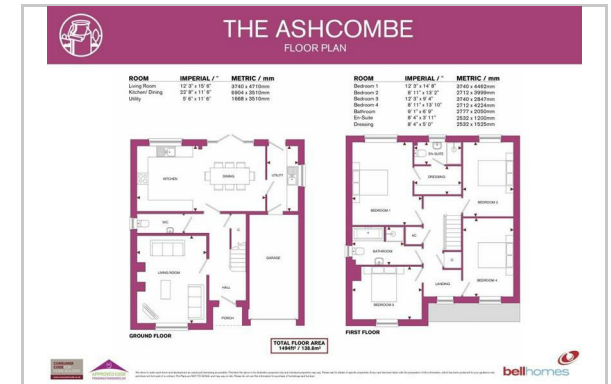 THE ASHCOMBE
FLOOR PLAN
ROOM IMPERIAL / " METRIC / mm
Living Room 12' 3" x 15' 6" 3740 x 4710mm
Kitchen/ Dining 22' 8" x 11' 6" 6904 x 3510mm
Utility 5' 6" x 11' 6" 1668 x 3510mm
ROOM IMPERIAL / " METRIC / mm
Bedroom 1 12' 3" x 14' 8" 3740 x 4462mm
Bedroom 2 8' 11" x 13' 2" 2712 x 3999mm
Bedroom 3 12' 3" x 9' 4" 3740 x 2847mm
Bedroom 4 8' 11" x 13' 10" 2712 x 4224mm
Bathroom 9' 1" x 6' 9" 2777 x 2050mm
En-Suite 8' 4" x 3' 11" 2532 x 1200mm
Dressing 8' 4" x 5' 0" 2532 x 1525mm
KITCHEN
DINING
UTILITY
WC
C
LIVING ROOM
HALL
GARAGE
PORCH
GROUND FLOOR
EN-SUITE
DRESSING
BEDROOM 1
BEDROOM 2
BATHROOM
BEDROOM 3
LANDING
BEDROOM 4
FIRST FLOOR
TOTAL FLOOR AREA
1494ft² / 138.8m²
CONSUMER
CODE
bellhomes